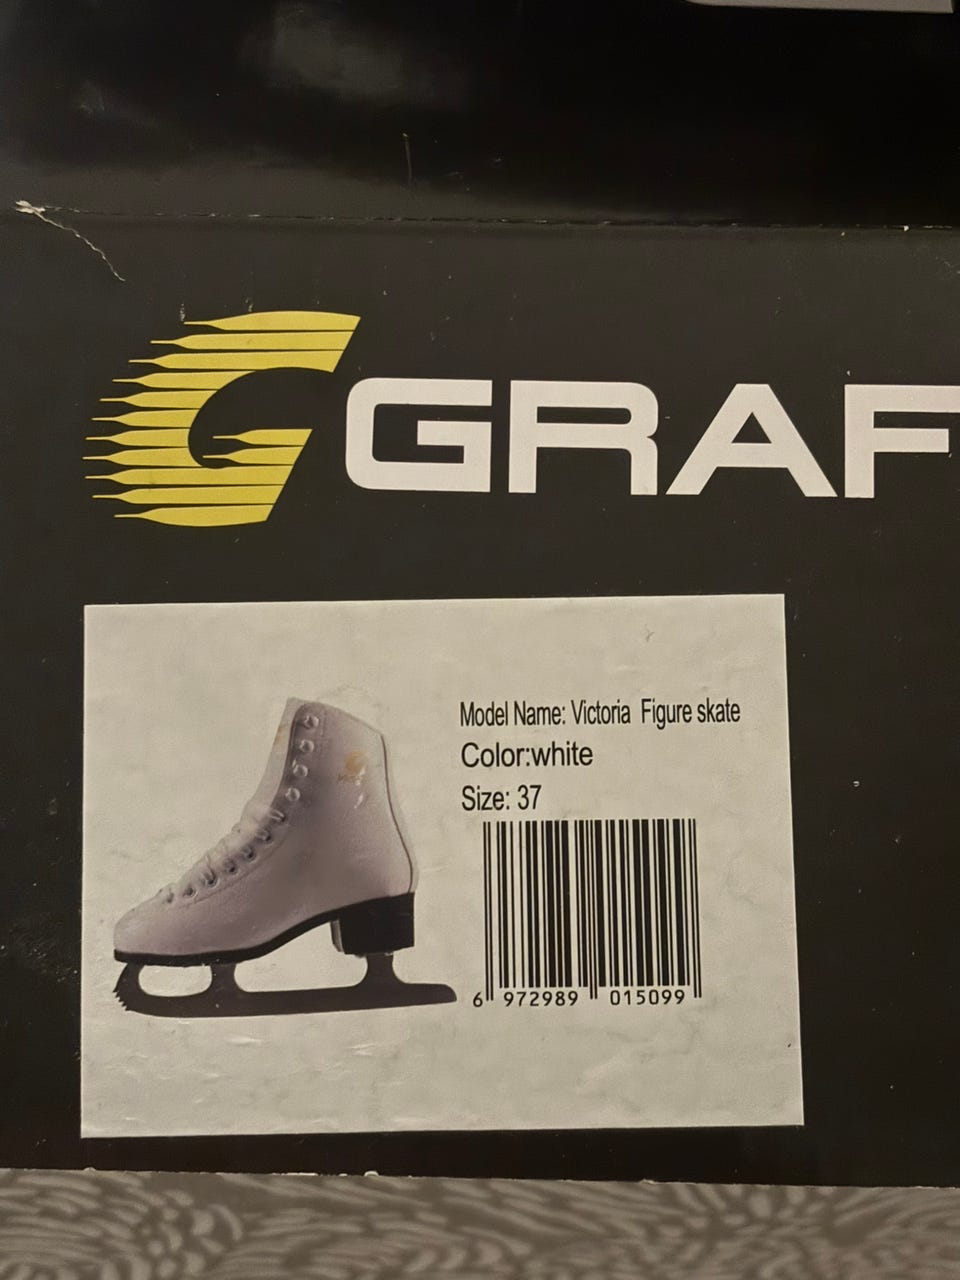 GRAF
Model Name: Victoria Figure skate
Color:white
Size: 37
6 972989 015099